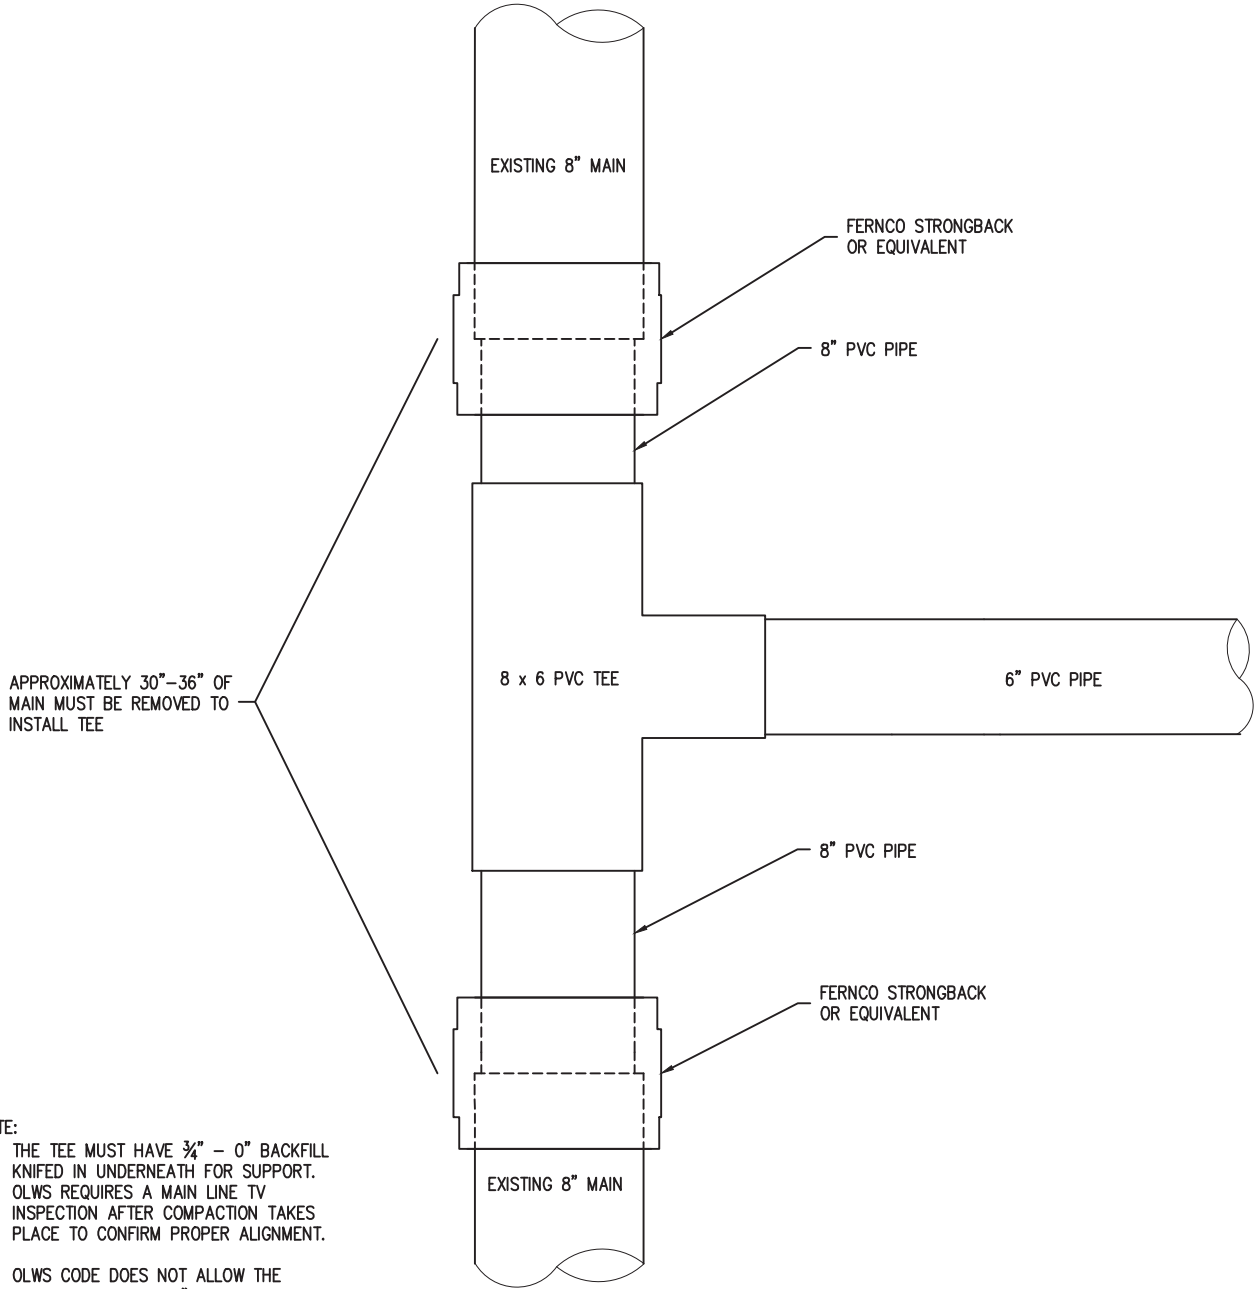 EXISTING 8" MAIN
FERNCO STRONGBACK
OR EQUIVALENT
8" PVC PIPE
8 x 6 PVC TEE
6" PVC PIPE
APPROXIMATELY 30"-36" OF
MAIN MUST BE REMOVED TO
INSTALL TEE
8" PVC PIPE
FERNCO STRONGBACK
OR EQUIVALENT
TE:
THE TEE MUST HAVE ¾" - 0" BACKFILL
KNIFED IN UNDERNEATH FOR SUPPORT.
OLWS REQUIRES A MAIN LINE TV
INSPECTION AFTER COMPACTION TAKES
PLACE TO CONFIRM PROPER ALIGNMENT.
OLWS CODE DOES NOT ALLOW THE
EXISTING 8" MAIN